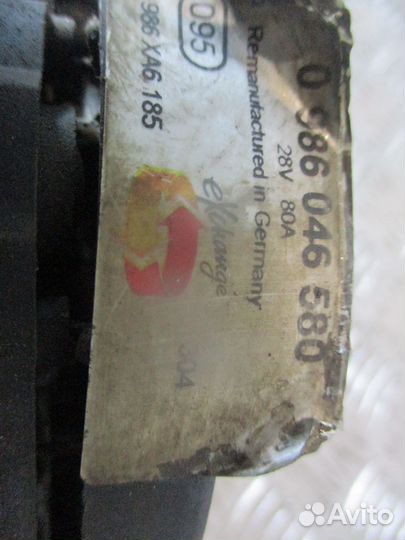 0 986 046 580
28V 80A
Remanufactured in Germany
eXchange
095
986 XA6 185
Avito